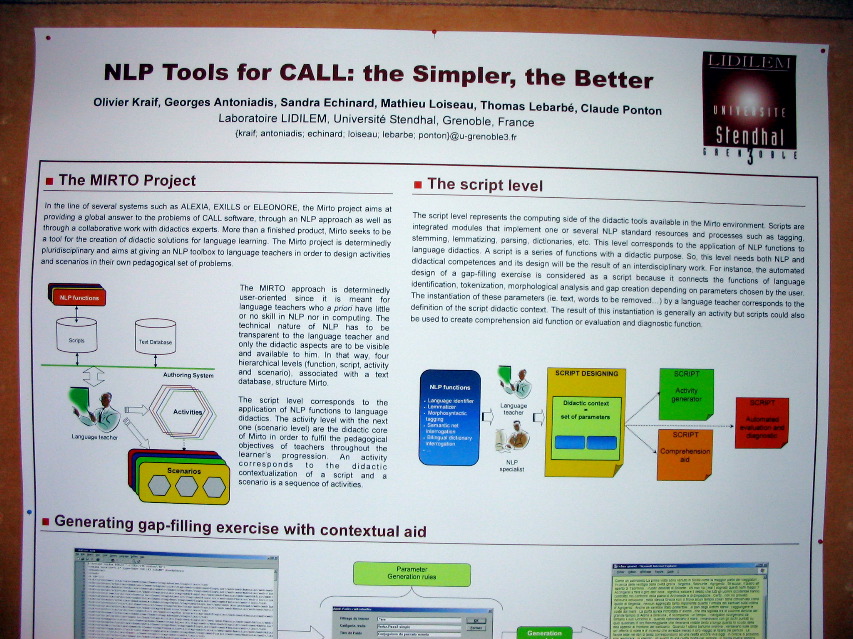 NLP Tools for CALL: the Simpler, the Better
Olivier Kraif, Georges Antoniadis, Sandra Echinard, Mathieu Loiseau, Thomas Lebarbé, Claude Ponton
Laboratoire LIDILEM, Université Stendhal, Grenoble, France
{kraif; antoniadis; echinard; loiseau; lebarbe; ponton}@u-grenoble3.fr
LIDILEM
UNIVERSITE
Stendhal
GRENOBLE
3
The MIRTO Project
In the line of several systems such as ALEXIA, EXILLS or ELEONORE, the Mirto project aims at
providing a global answer to the problems of CALL software, through an NLP approach as well as
through a collaborative work with didactics experts. More than a finished product, Mirto seeks to be
a tool for the creation of didactic solutions for language learning. The Mirto project is determinedly
pluridisciplinary and aims at giving an NLP toolbox to language teachers in order to design activities
and scenarios in their own pedagogical set of problems.
NLP functions
Scripts
Text Database
Authoring System
Language teacher
Activities
Scenarios
The MIRTO approach is determinedly
user-oriented since it is meant for
language teachers who a priori have little
or no skill in NLP nor in computing. The
technical nature of NLP has to be
transparent to the language teacher and
only the didactic aspects are to be visible
and available to him. In that way, four
hierarchical levels (function, script, activity
and scenario), associated with a text
database, structure Mirto.
The script level corresponds to the
application of NLP functions to language
didactics. The activity level with the next
one (scenario level) are the didactic core
of Mirto in order to fulfil the pedagogical
objectives of teachers throughout the
learner's progression. An activity
corresponds to the didactic
contextualization of a script and a
scenario is a sequence of activities.
The script level
The script level represents the computing side of the didactic tools available in the Mirto environment. Scripts are
integrated modules that implement one or several NLP standard resources and processes such as tagging,
stemming, lemmatizing, parsing, dictionaries, etc. This level corresponds to the application of NLP functions to
language didactics. A script is a series of functions with a didactic purpose. So, this level needs both NLP and
didactical competences and its design will be the result of an interdisciplinary work. For instance, the automated
design of a gap-filling exercise is considered as a script because it connects the functions of language
identification, tokenization, morphological analysis and gap creation depending on parameters chosen by the user.
The instantiation of these parameters (ie. text, words to be removed...) by a language teacher corresponds to the
definition of the script didactic context. The result of this instantiation is generally an activity but scripts could also
be used to create comprehension aid function or evaluation and diagnostic function.
NLP functions
- Language identifier
- Lemmatizer
- Morphosyntactic
tagging
- Semantic net
interrogation
- Bilingual dictionary
interrogation
Language
teacher
NLP
specialist
SCRIPT DESIGNING
Didactic context
=
set of parameters
SCRIPT
Activity
generator
SCRIPT
Comprehension
aid
SCRIPT
Automated
evaluation and
diagnostic
Generating gap-filling exercise with contextual aid
Parameter
Generation rules
Generation